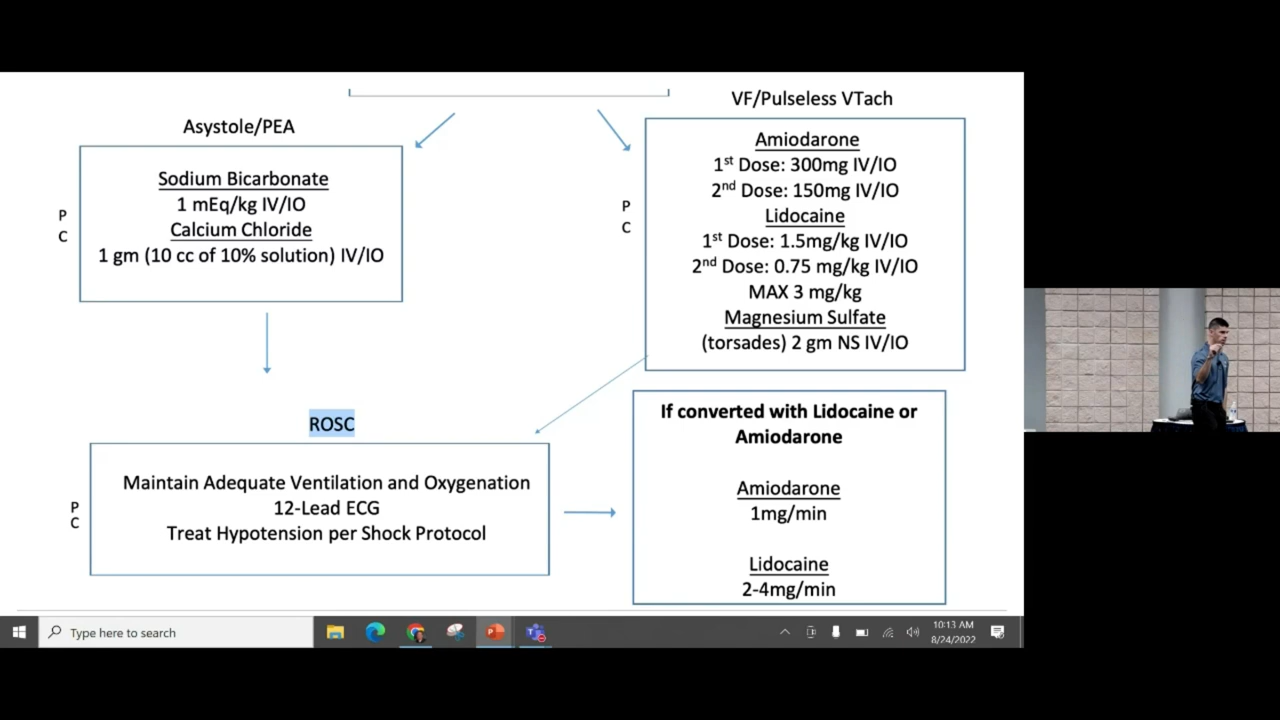 VF/Pulseless VTach
Asystole/PEA
Sodium Bicarbonate
1 mEq/kg IV/IO
Calcium Chloride
1 gm (10 cc of 10% solution) IV/IO
P
C
Amiodarone
1st Dose: 300mg IV/IO
2nd Dose: 150mg IV/IO
Lidocaine
1st Dose: 1.5mg/kg IV/IO
2nd Dose: 0.75 mg/kg IV/IO
MAX 3 mg/kg
Magnesium Sulfate
(torsades) 2 gm NS IV/IO
P
C
ROSC
Maintain Adequate Ventilation and Oxygenation
12-Lead ECG
Treat Hypotension per Shock Protocol
P
C
If converted with Lidocaine or
Amiodarone
Amiodarone
1mg/min
Lidocaine
2-4mg/min
Type here to search
10:13 AM
8/24/2022